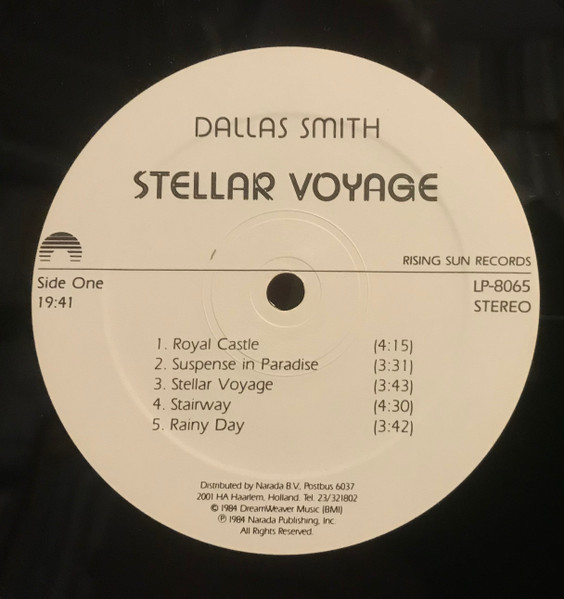 DALLAS SMITH
STELLAR VOYAGE
RISING SUN RECORDS
Side One
19:41
LP-8065
STEREO
1. Royal Castle (4:15)
2. Suspense in Paradise (3:31)
3. Stellar Voyage (3:43)
4. Stairway (4:30)
5. Rainy Day (3:42)
Distributed by Narada B.V., Postbus 6037
2001 HA Haarlem, Holland. Tel. 23/321802
© 1984 DreamWeaver Music (BMI)
℗ 1984 Narada Publishing, Inc.
All Rights Reserved.